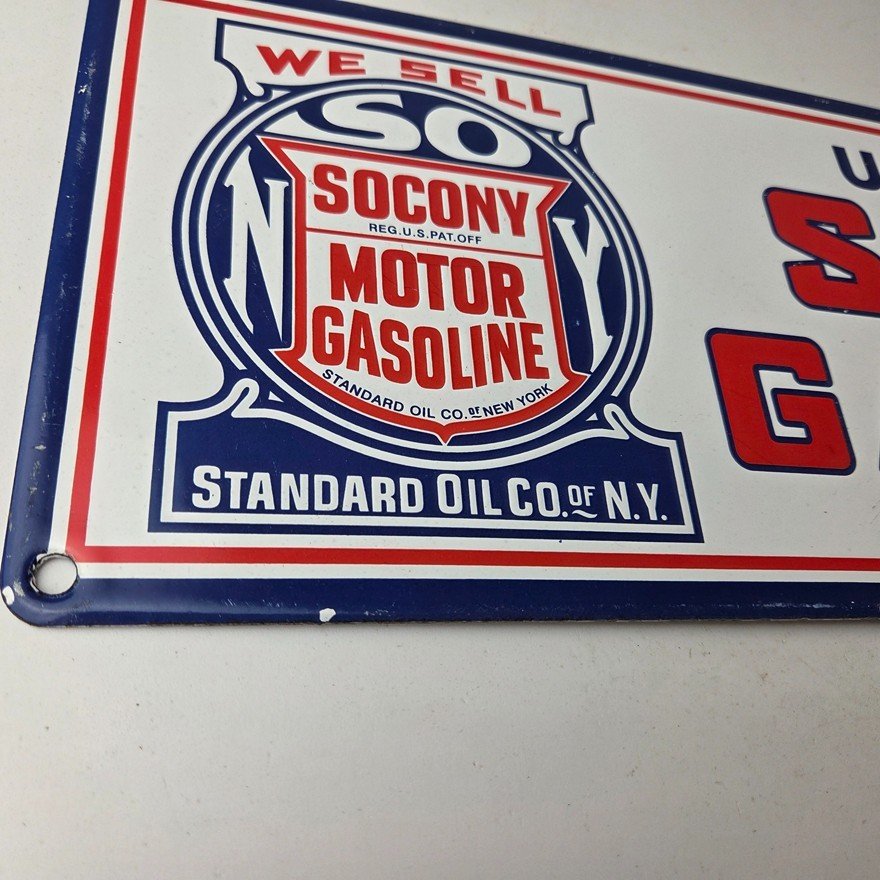 WE SELL
SO
N Y
SOCONY
REG.U.S.PAT.OFF
MOTOR
GASOLINE
STANDARD OIL CO. OF NEW YORK
STANDARD OIL CO. OF N.Y.
U
S
G